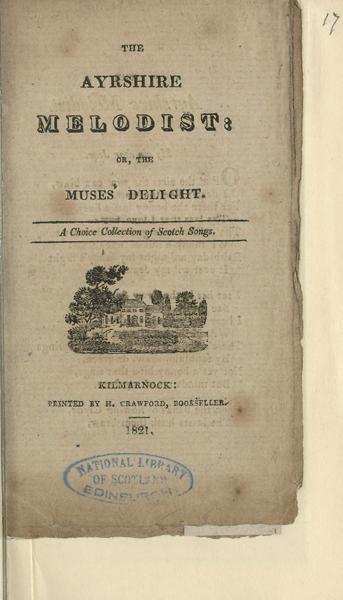 17
THE
AYRSHIRE
MELODIST:
OR, THE
MUSES' DELIGHT.
A Choice Collection of Scotch Songs.
KILMARNOCK:
PRINTED BY H. CRAWFORD, BOOKSELLER.
1821.
NATIONAL LIBRARY
OF SCOTLAND
EDINBURGH